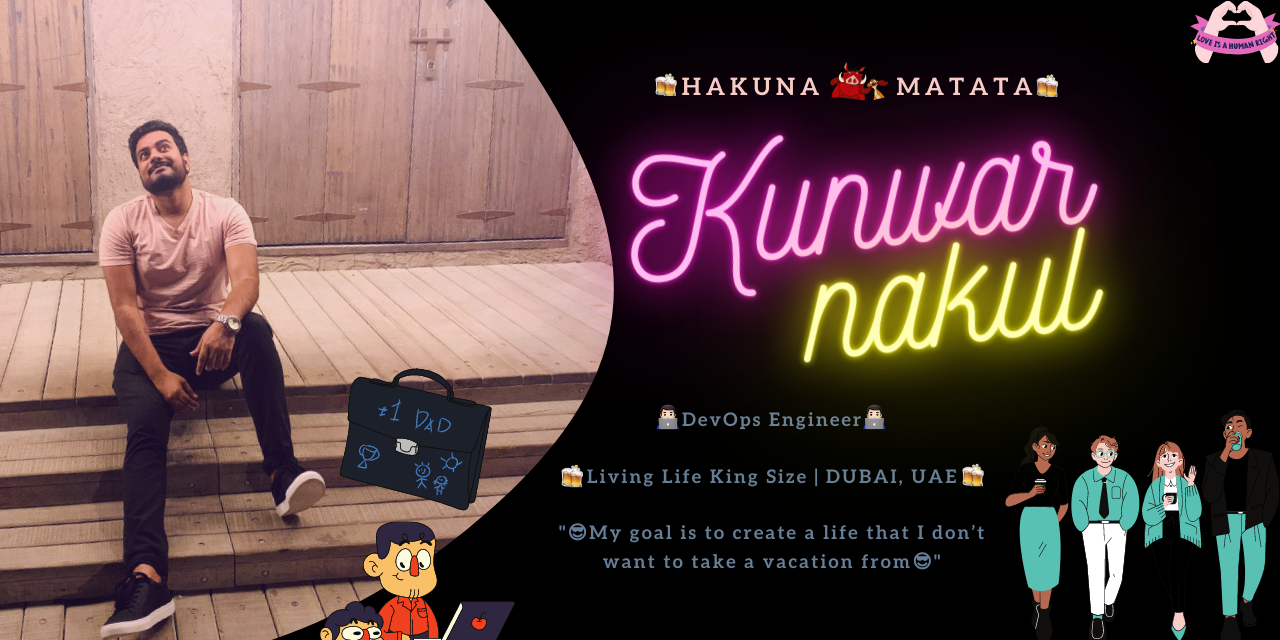 LOVE IS A HUMAN RIGHT
🍻HAKUNA MATATA🍻
Kunwar
nakul
👨🏻‍💻DevOps Engineer👨🏻‍💻
🍻Living Life King Size | DUBAI, UAE🍻
"😎My goal is to create a life that I don’t
want to take a vacation from😎"
#1 DAD